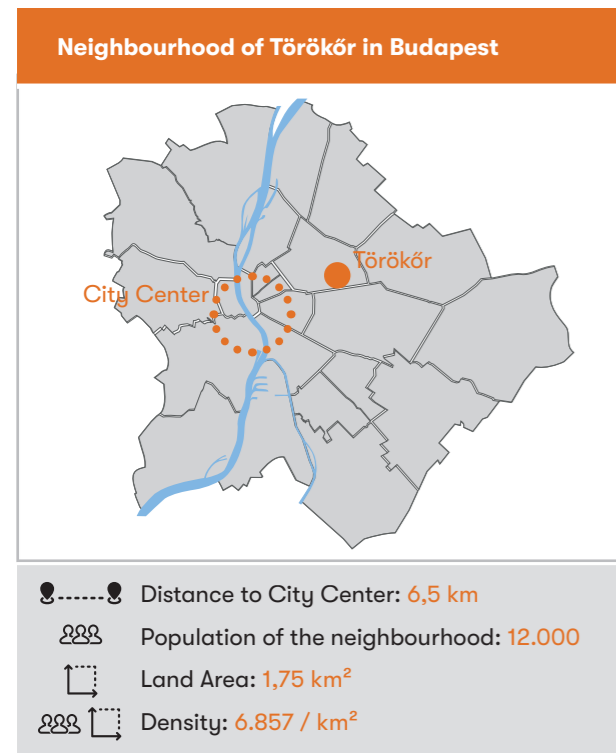 Neighbourhood of Törökőr in Budapest
Törökőr
City Center
Distance to City Center: 6,5 km
Population of the neighbourhood: 12.000
Land Area: 1,75 km²
Density: 6.857 / km²